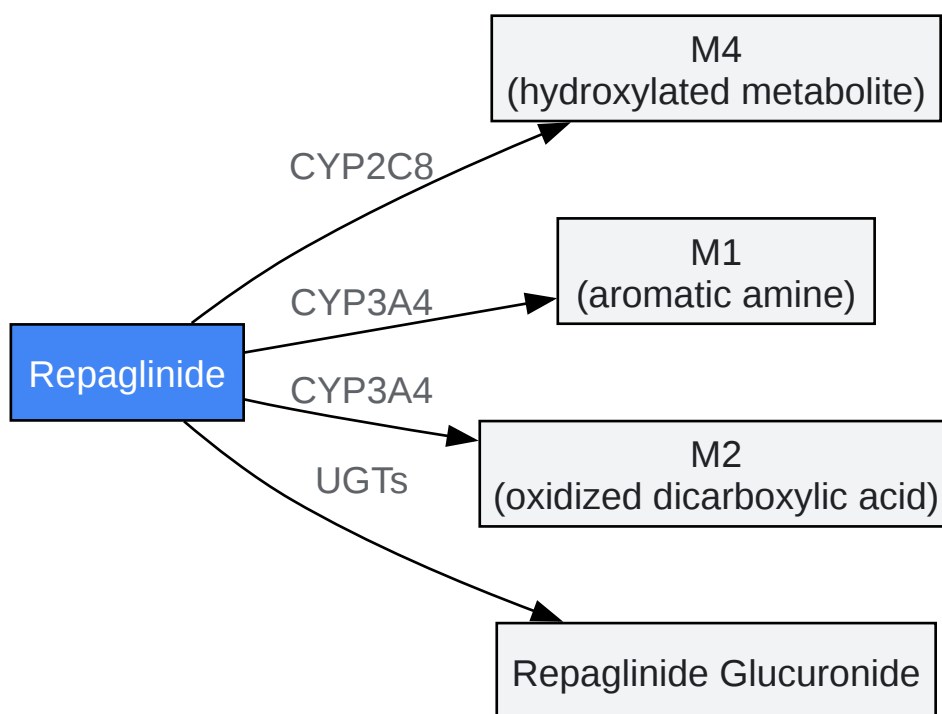 M4
(hydroxylated metabolite)
CYP2C8
M1
(aromatic amine)
CYP3A4
Repaglinide
CYP3A4
M2
(oxidized dicarboxylic acid)
UGTs
Repaglinide Glucuronide